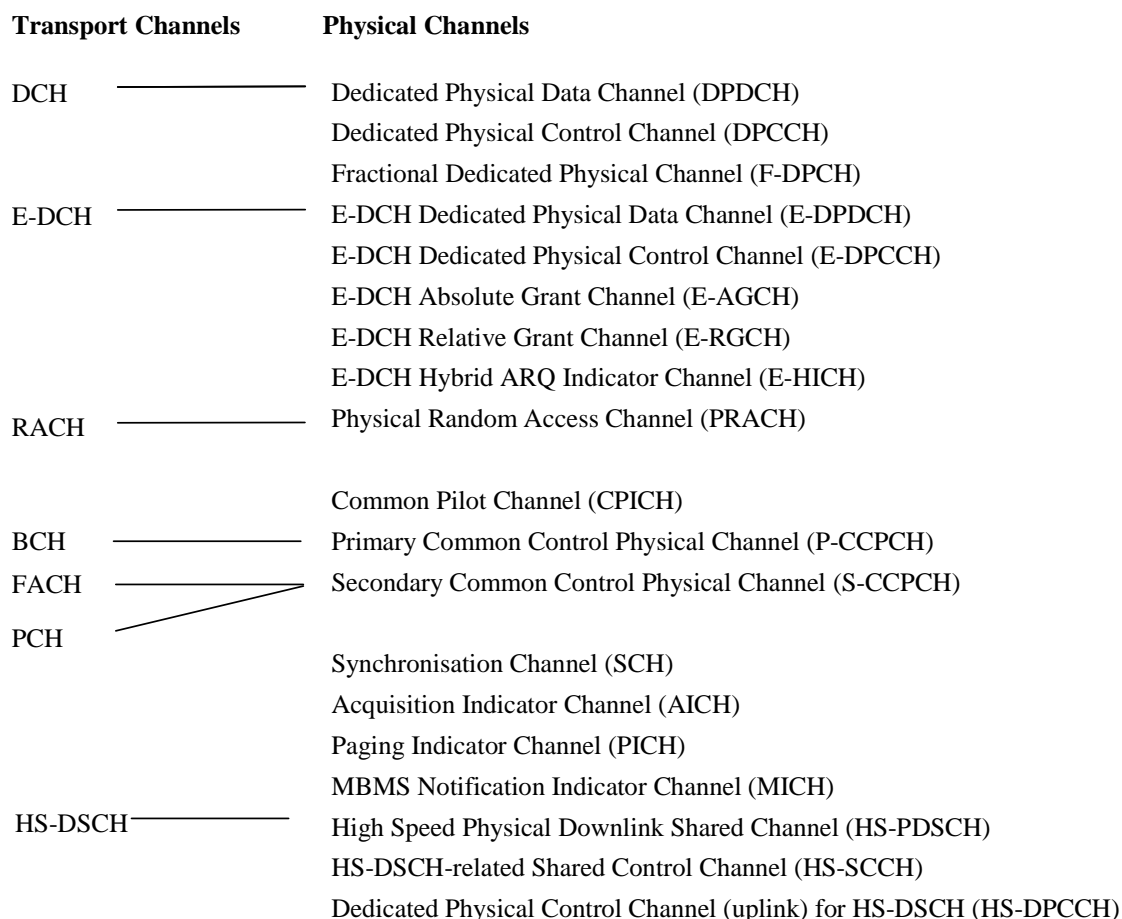 Transport Channels Physical Channels
DCH Dedicated Physical Data Channel (DPDCH)
Dedicated Physical Control Channel (DPCCH)
Fractional Dedicated Physical Channel (F-DPCH)
E-DCH E-DCH Dedicated Physical Data Channel (E-DPDCH)
E-DCH Dedicated Physical Control Channel (E-DPCCH)
E-DCH Absolute Grant Channel (E-AGCH)
E-DCH Relative Grant Channel (E-RGCH)
E-DCH Hybrid ARQ Indicator Channel (E-HICH)
RACH Physical Random Access Channel (PRACH)
Common Pilot Channel (CPICH)
BCH Primary Common Control Physical Channel (P-CCPCH)
FACH Secondary Common Control Physical Channel (S-CCPCH)
PCH
Synchronisation Channel (SCH)
Acquisition Indicator Channel (AICH)
Paging Indicator Channel (PICH)
MBMS Notification Indicator Channel (MICH)
HS-DSCH High Speed Physical Downlink Shared Channel (HS-PDSCH)
HS-DSCH-related Shared Control Channel (HS-SCCH)
Dedicated Physical Control Channel (uplink) for HS-DSCH (HS-DPCCH)